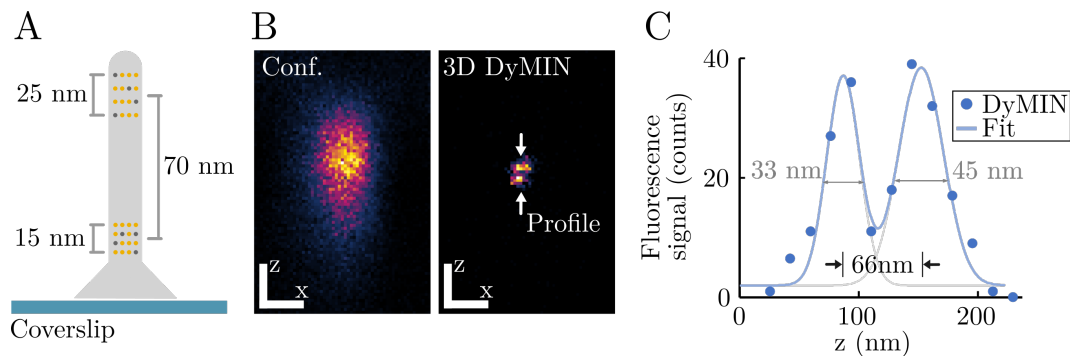 A
25 nm
70 nm
15 nm
Coverslip
B
Conf.
z
x
3D DyMIN
Profile
z
x
C
Fluorescence
signal (counts)
40
20
0
33 nm
45 nm
66nm
DyMIN
Fit
0
100
200
z (nm)